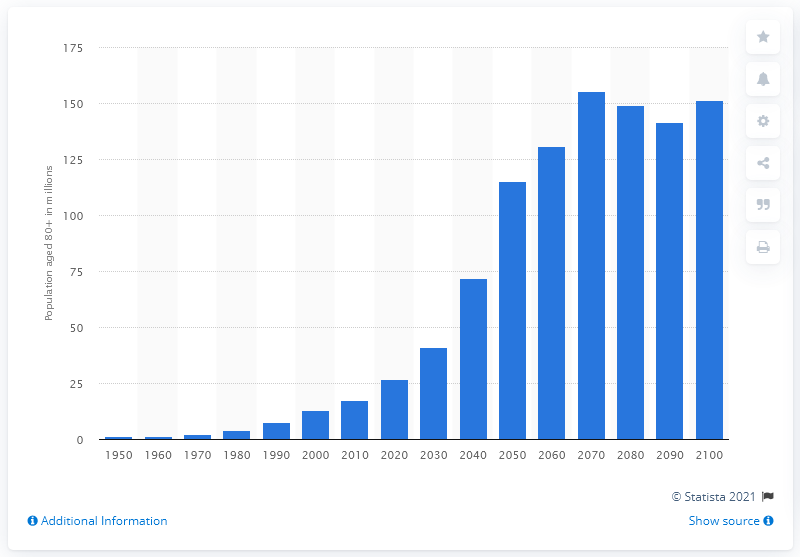 175
150
125
100
75
50
25
0
Population aged 80+ in millions
1950 1960 1970 1980 1990 2000 2010 2020 2030 2040 2050 2060 2070 2080 2090 2100
© Statista 2021
Additional Information
Show source